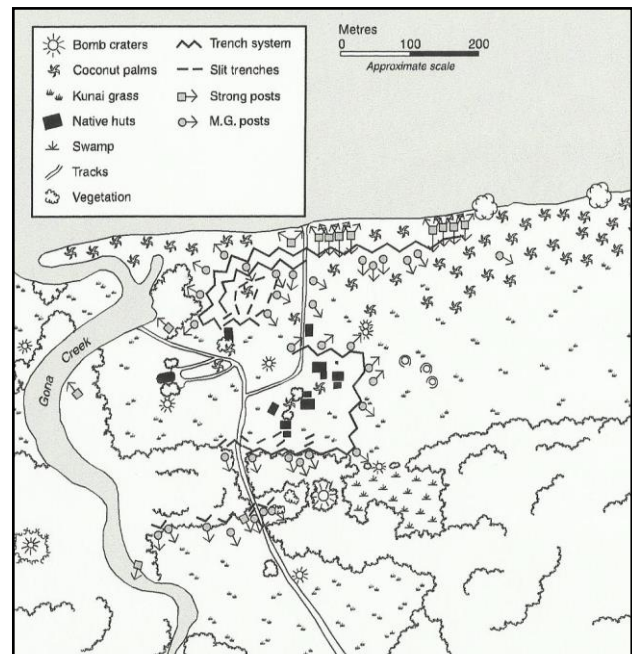 Bomb craters
Coconut palms
Kunai grass
Native huts
Swamp
Tracks
Vegetation
Trench system
Slit trenches
Strong posts
M.G. posts
Metres
0 100 200
Approximate scale
Gona Creek